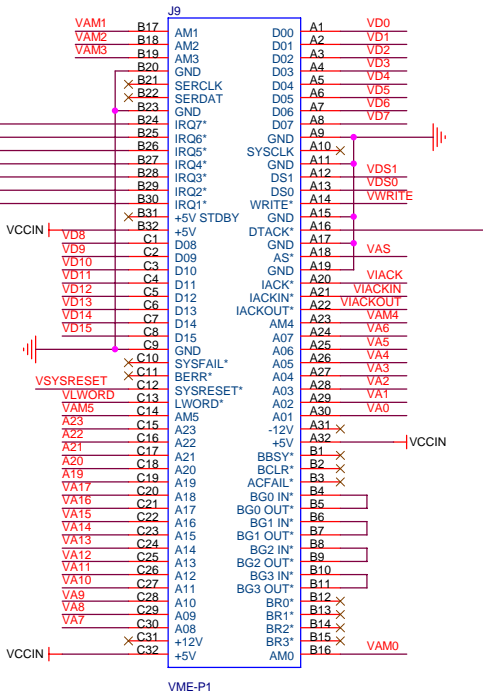 J9
VAM1 B17 AM1 D00 A1 VD0
VAM2 B18 AM2 D01 A2 VD1
VAM3 B19 AM3 D02 A3 VD2
B20 GND D03 A4 VD3
B21 SERCLK D04 A5 VD4
B22 SERDAT D05 A6 VD5
B23 GND D06 A7 VD6
B24 IRQ7* D07 A8 VD7
B25 IRQ6* GND A9
B26 IRQ5* SYSCLK A10
B27 IRQ4* GND A11
B28 IRQ3* DS1 A12 VDS1
B29 IRQ2* DS0 A13 VDS0
B30 IRQ1* WRITE* A14 VWRITE
B31 +5V STDBY GND A15
VCCIN B32 +5V DTACK* A16
VD8 C1 D08 GND A17
VD9 C2 D09 AS* A18 VAS
VD10 C3 D10 GND A19
VD11 C4 D11 IACK* A20 VIACK
VD12 C5 D12 IACKIN* A21 VIACKIN
VD13 C6 D13 IACKOUT* A22 VIACKOUT
VD14 C7 D14 AM4 A23 VAM4
VD15 C8 D15 A07 A24 VA6
C9 GND A06 A25 VA5
C10 SYSFAIL* A05 A26 VA4
C11 BERR* A04 A27 VA3
VSYSRESET C12 SYSRESET* A03 A28 VA2
VLWORD C13 LWORD* A02 A29 VA1
VAM5 C14 AM5 A01 A30 VA0
A23 C15 A23 -12V A31
A22 C16 A22 +5V A32 VCCIN
A21 C17 A21 BBSY* B1
A20 C18 A20 BCLR* B2
A19 C19 A19 ACFAIL* B3
VA17 C20 A18 BG0 IN* B4
VA16 C21 A17 BG0 OUT* B5
VA15 C22 A16 BG1 IN* B6
VA14 C23 A15 BG1 OUT* B7
VA13 C24 A14 BG2 IN* B8
VA12 C25 A13 BG2 OUT* B9
VA11 C26 A12 BG3 IN* B10
VA10 C27 A11 BG3 OUT* B11
VA9 C28 A10 BR0* B12
VA8 C29 A09 BR1* B13
VA7 C30 A08 BR2* B14
C31 +12V BR3* B15
VCCIN C32 +5V AM0 B16 VAM0
VME-P1